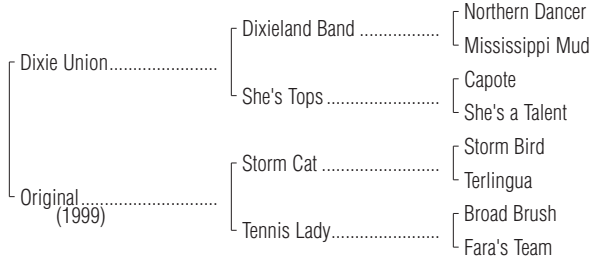 Northern Dancer
Dixieland Band ..................
Mississippi Mud
Dixie Union.......................
Capote
She's Tops ........................
She's a Talent
Storm Bird
Storm Cat .........................
Terlingua
Original.............................
(1999)
Broad Brush
Tennis Lady.......................
Fara's Team